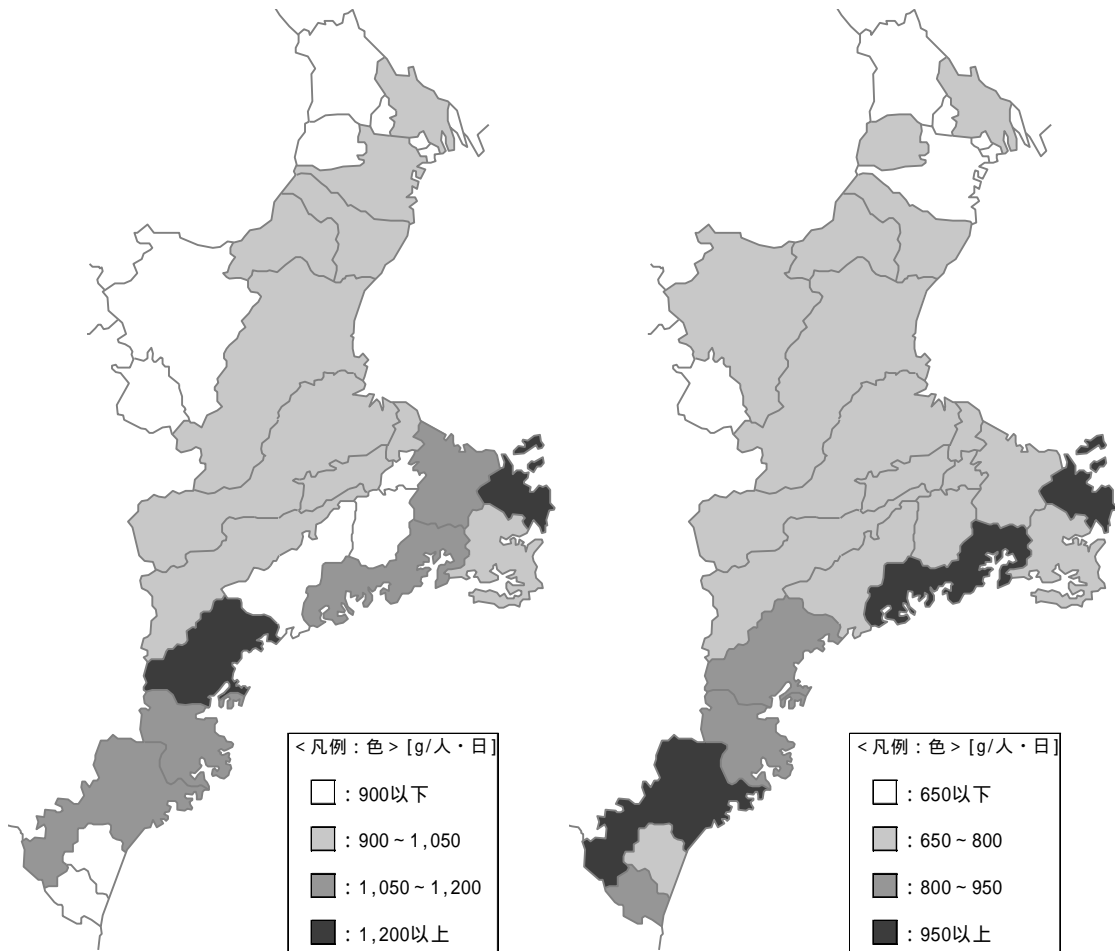 <凡例：色> [g/人・日]
：900以下
：900～1,050
：1,050～1,200
：1,200以上
<凡例：色> [g/人・日]
：650以下
：650～800
：800～950
：950以上